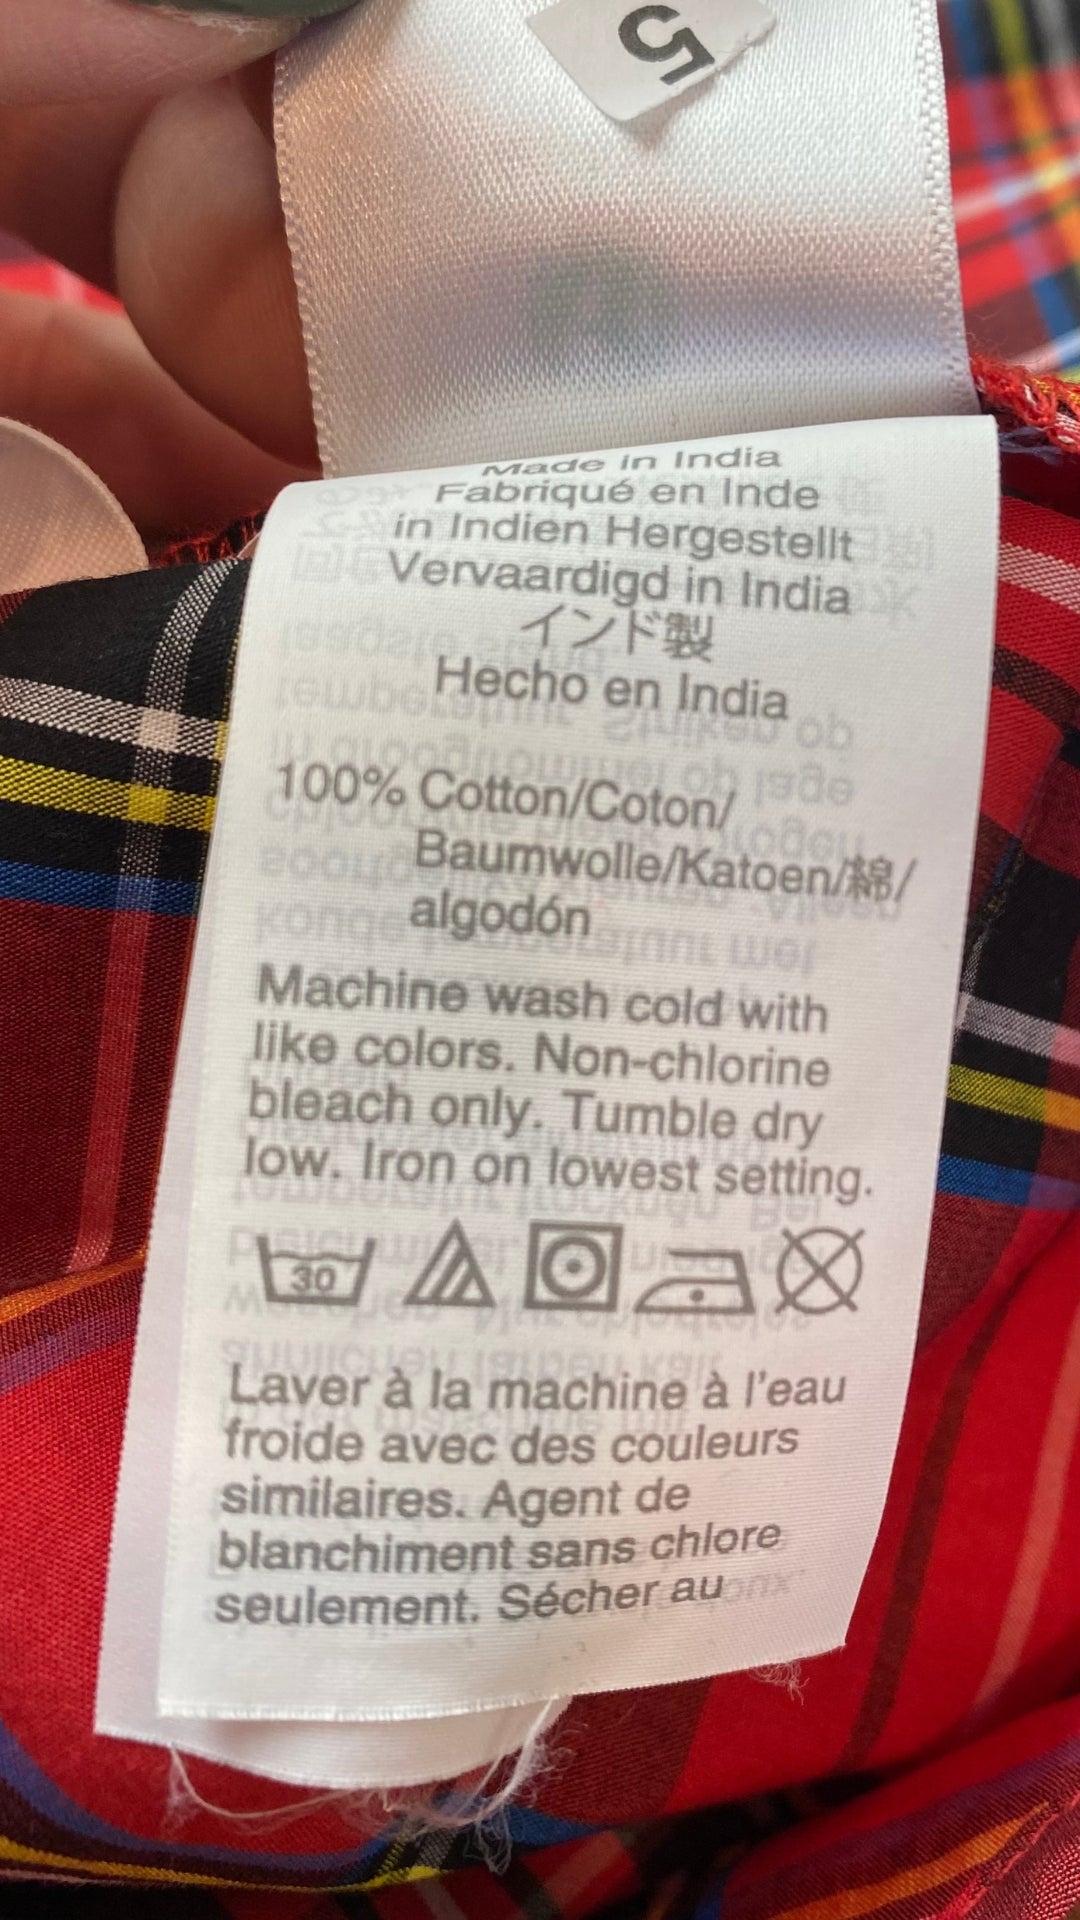 5
Made in India
Fabriqué en Inde
in Indien Hergestellt
Vervaardigd in India
インド製
Hecho en India
100% Cotton/Coton/
Baumwolle/Katoen/綿/
algodón
Machine wash cold with
like colors. Non-chlorine
bleach only. Tumble dry
low. Iron on lowest setting.
30
Laver à la machine à l'eau
froide avec des couleurs
similaires. Agent de
blanchiment sans chlore
seulement. Sécher au